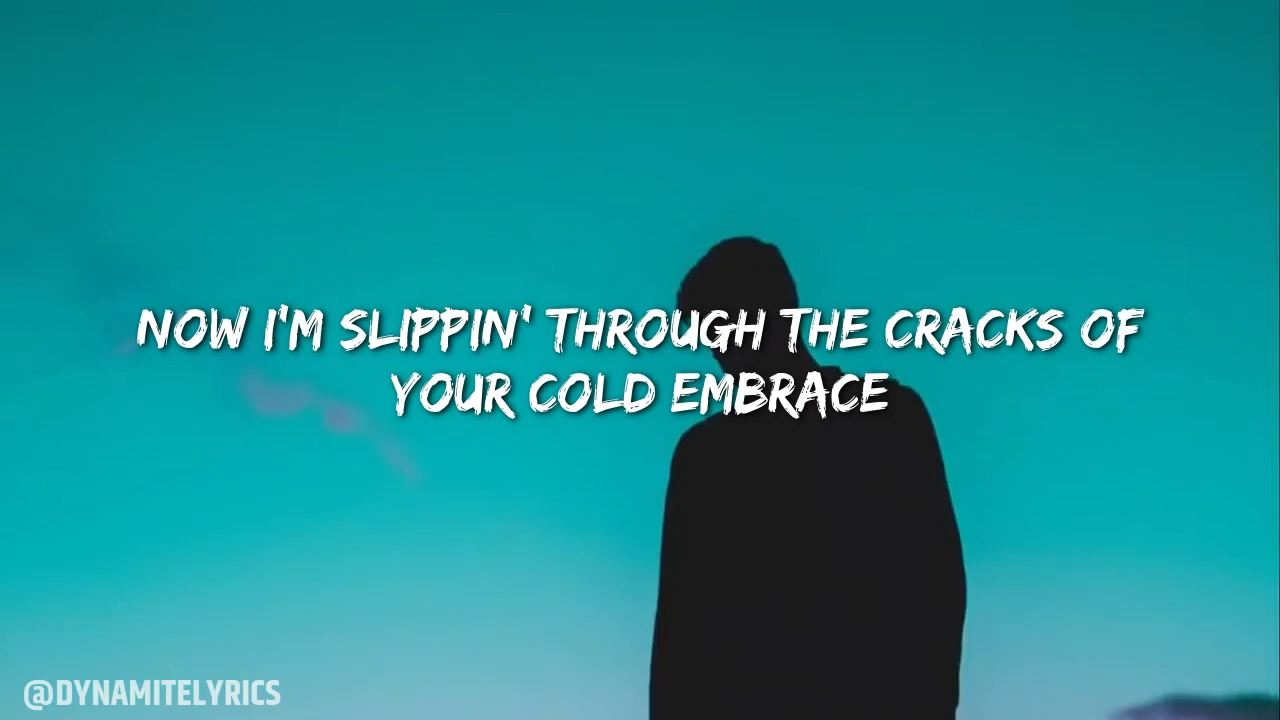 NOW I'M SLIPPIN' THROUGH THE CRACKS OF
YOUR COLD EMBRACE
@DYNAMITELYRICS